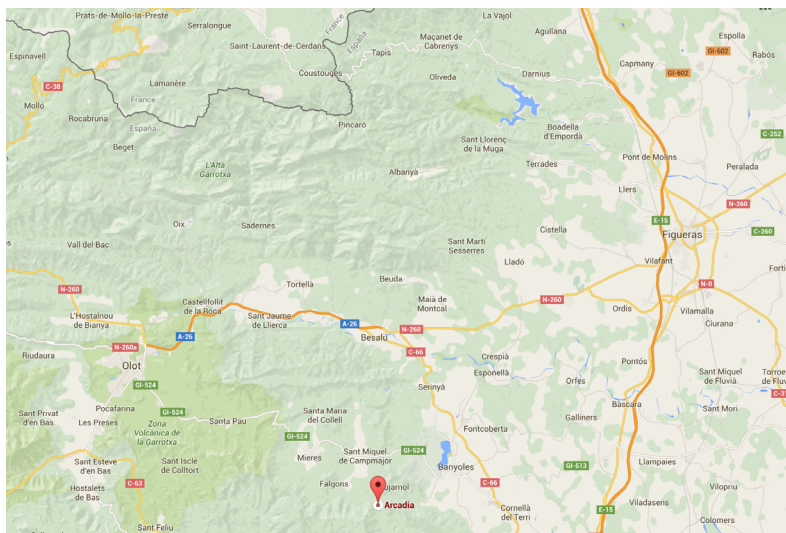 Prats-de-Mollo-la-Preste
La Vajol
Serralongue
France
España
Agullana
Espolla
Maçanet de
Cabrenys
Saint-Laurent-de-Cerdans
GI-602
Rabós
Espinavell
Tapis
Capmany
Coustouges
Oliveda
Darnius
GI-602
C-38
Lamanère
Molló
France
Rocabruna
España
Pincaró
Boadella
d'Empordà
C-252
Beget
Sant Llorenç
de la Muga
Pont de Molins
L'Alta
Garrotxa
Albanyà
Terrades
Peralada
Llers
N-260
Oix
Sadernes
E-15
Cistella
Figueras
C-260
Vall del Bac
Sant Martí
Sesserres
Lladó
Vilafant
Forti
Beuda
Tortellà
N-II
N-260
Castellfollit
de la Roca
Maià de
Montcal
N-260
Ordis
Vilamalla
L'Hostalnou
de Bianya
Sant Jaume
de Llierca
A-26
N-260
Ciurana
A-26
Besalú
N-260a
C-66
Riudaura
Crespià
Pontós
Olot
Esponellà
Sant Miquel
de Fluvià
Torroe
de Fluv
Orfes
GI-524
Serinyà
C-31
Pocafarina
GI-524
Santa Maria
del Collell
Bàscara
Sant Mori
Sant Privat
d'en Bas
Les Preses
Santa Pau
Galliners
Zona
Volcànica de
la Garrotxa
Fontcoberta
GI-524
Sant Miquel
de Campmajor
GI-524
Mieres
Sant Esteve
d'en Bas
Sant Iscle
de Colltort
Banyoles
GI-513
Llampaies
C-63
Falgons
C-66
Vilopriu
Hostalets
de Bas
Pujarnol
Arcadia
Cornellà
del Terri
E-15
Viladasens
Colomers
Sant Feliu